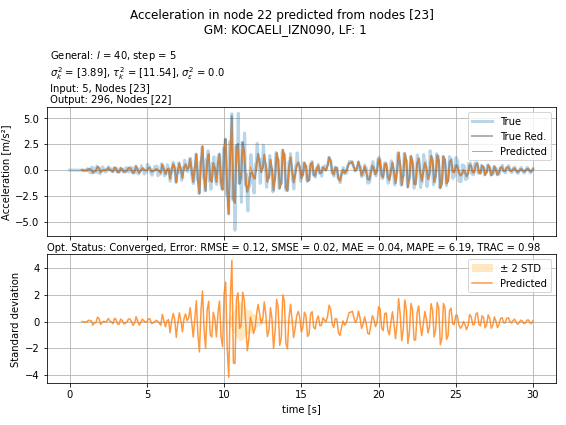 Acceleration in node 22 predicted from nodes [23]
GM: KOCAELI_IZN090, LF: 1
General: l = 40, step = 5
σ²ₖ = [3.89], τ²ₖ = [11.54], σ²ε = 0.0
Input: 5, Nodes [23]
Output: 296, Nodes [22]
Acceleration [m/s²]
5.0
2.5
0.0
−2.5
−5.0
True
True Red.
Predicted
Opt. Status: Converged, Error: RMSE = 0.12, SMSE = 0.02, MAE = 0.04, MAPE = 6.19, TRAC = 0.98
Standard deviation
4
2
0
−2
−4
± 2 STD
Predicted
0 5 10 15 20 25 30
time [s]